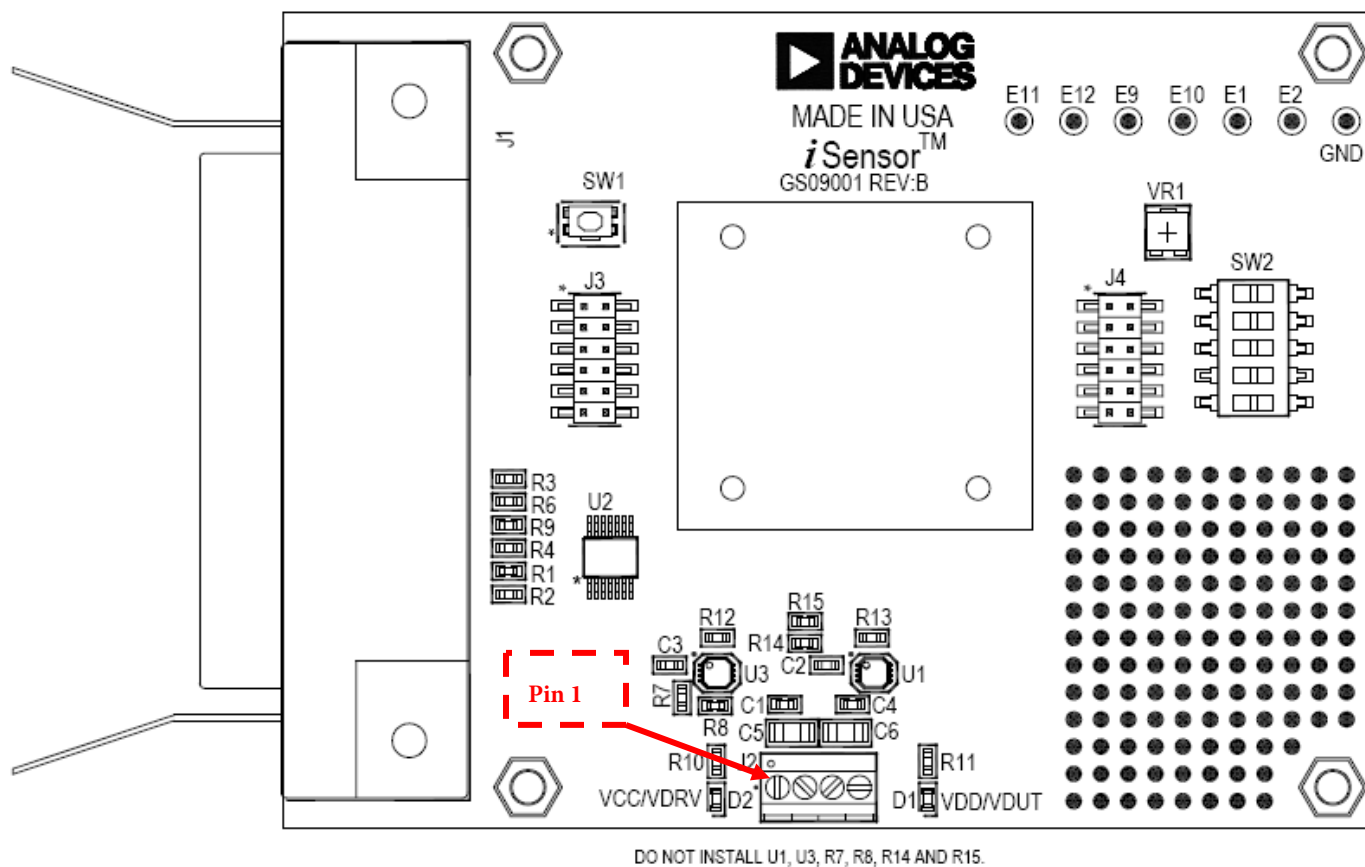 ANALOG
DEVICES
MADE IN USA
iSensor™
GS09001 REV:B
E11 E12 E9 E10 E1 E2
GND
J1
SW1
VR1
SW2
* J3
* J4
*
R3
R6
R9
R4
R1
R2
U2
*
R12 R15 R13
R14
C3 C2
U3 U1
Pin 1
R7
C1 C4
R8 C5 C6
R10 J2 R11
VCC/VDRV D2 * D1 VDD/VDUT
DO NOT INSTALL U1, U3, R7, R8, R14 AND R15.